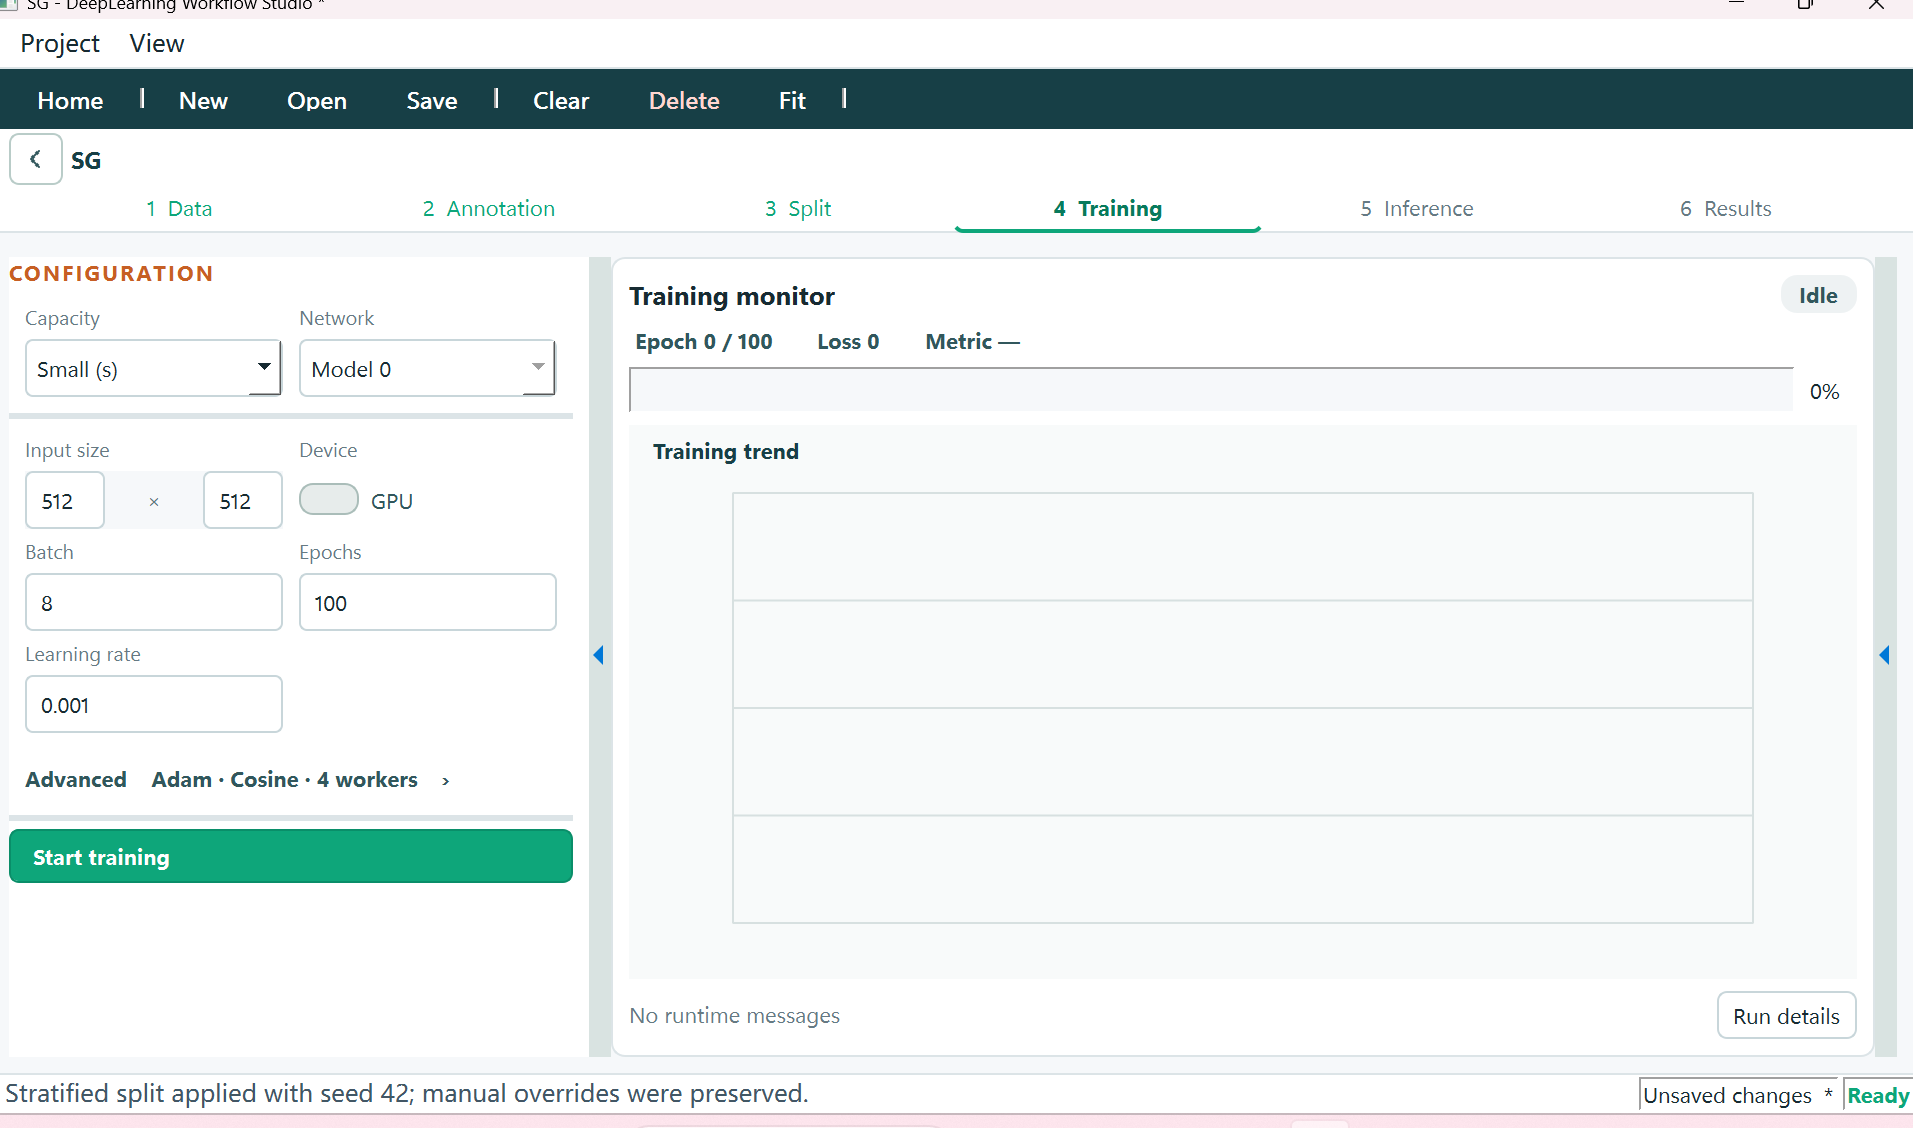 SG - DeepLearning Workflow Studio *
Project View
Home New Open Save Clear Delete Fit
SG
1 Data 2 Annotation 3 Split 4 Training 5 Inference 6 Results
CONFIGURATION
Capacity Network
Small (s) Model 0
Input size Device
512 × 512 GPU
Batch Epochs
8 100
Learning rate
0.001
Advanced Adam · Cosine · 4 workers ›
Start training
Training monitor Idle
Epoch 0 / 100 Loss 0 Metric —
0%
Training trend
No runtime messages Run details
Stratified split applied with seed 42; manual overrides were preserved. Unsaved changes * Ready